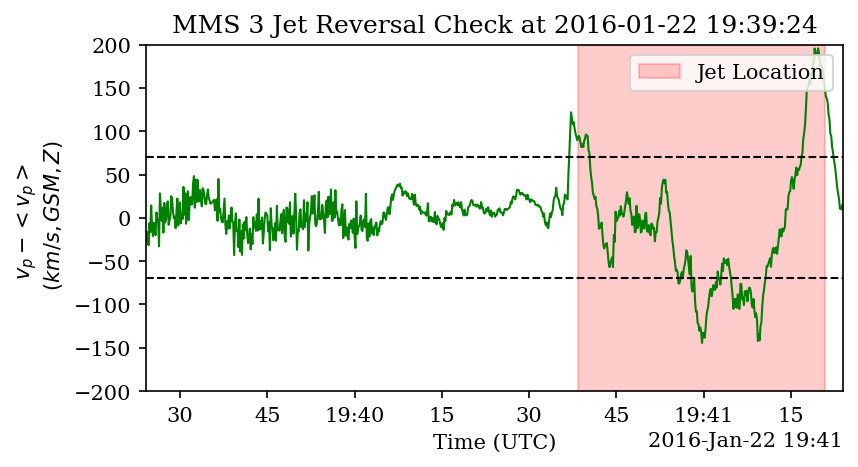 MMS 3 Jet Reversal Check at 2016-01-22 19:39:24
200
150
100
50
0
−50
−100
−150
−200
v_p − < v_p >
(km/s, GSM, Z)
Jet Location
30
45
19:40
15
30
45
19:41
15
Time (UTC)
2016-Jan-22 19:41